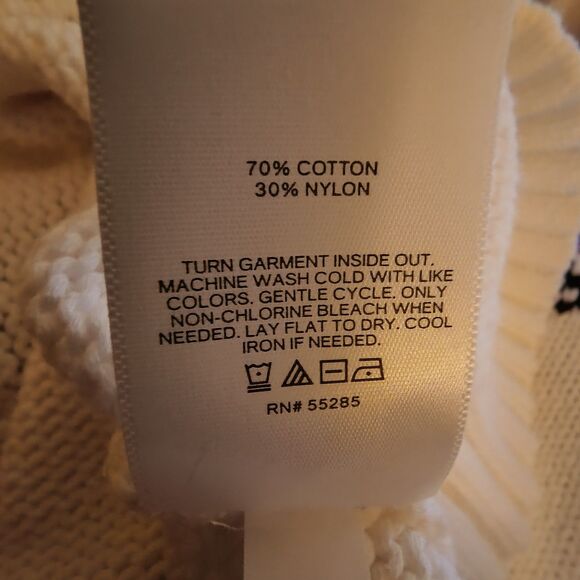 70% COTTON
30% NYLON
TURN GARMENT INSIDE OUT.
MACHINE WASH COLD WITH LIKE
COLORS. GENTLE CYCLE. ONLY
NON-CHLORINE BLEACH WHEN
NEEDED. LAY FLAT TO DRY. COOL
IRON IF NEEDED.
RN# 55285